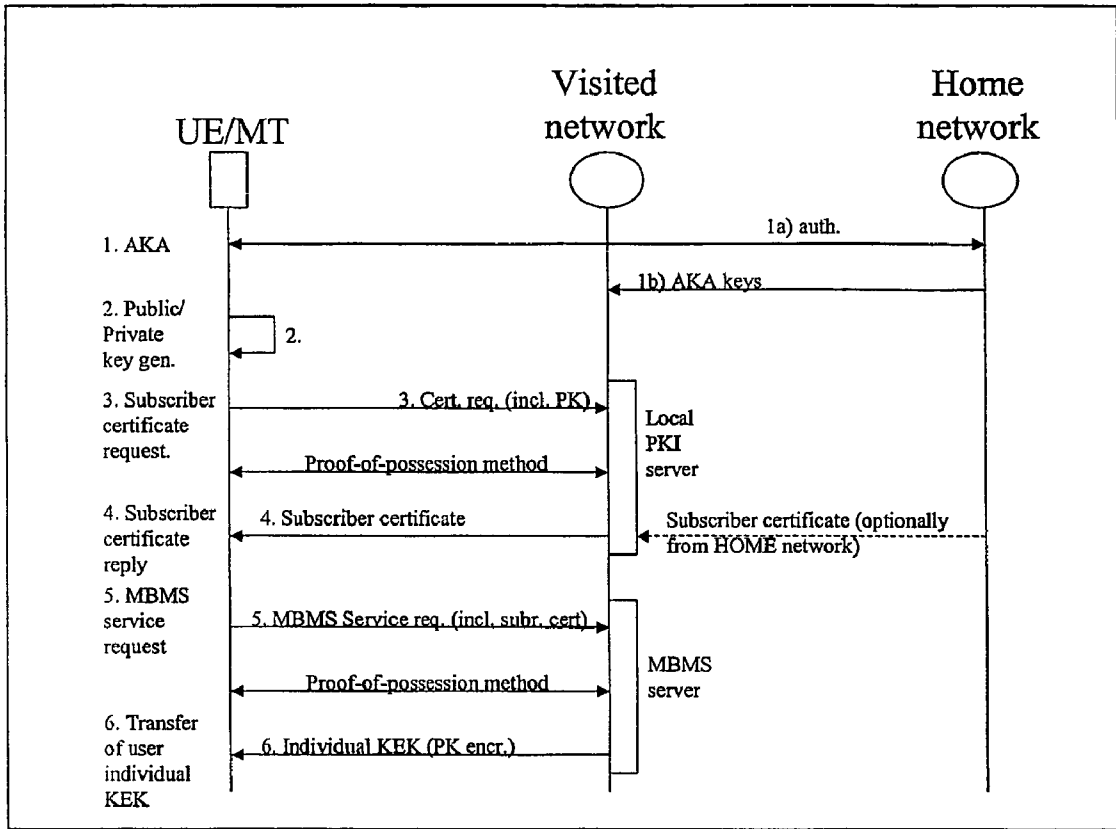 Visited
network
Home
network
UE/MT
1a) auth.
1. AKA
1b) AKA keys
2. Public/
Private
key gen.
2.
3. Subscriber
certificate
request.
3. Cert. req. (incl. PK)
Local
PKI
server
Proof-of-possession method
4. Subscriber
certificate
reply
4. Subscriber certificate
Subscriber certificate (optionally
from HOME network)
5. MBMS
service
request
5. MBMS Service req. (incl. subr. cert)
MBMS
server
Proof-of-possession method
6. Transfer
of user
individual
KEK
6. Individual KEK (PK encr.)